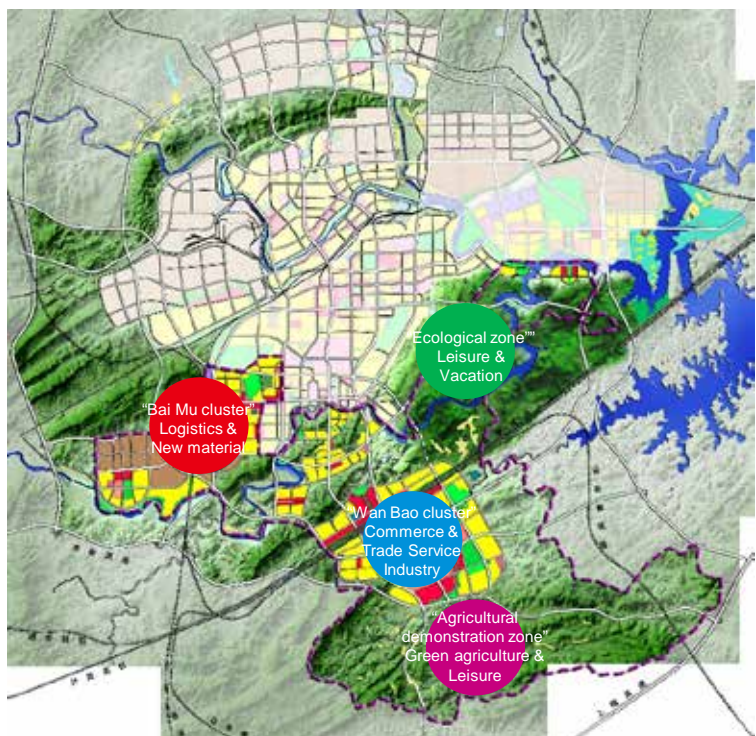 Ecological zone""
Leisure &
Vacation
"Bai Mu cluster"
Logistics &
New material
"Wan Bao cluster"
Commerce &
Trade Service
Industry
"Agricultural
demonstration zone"
Green agriculture &
Leisure